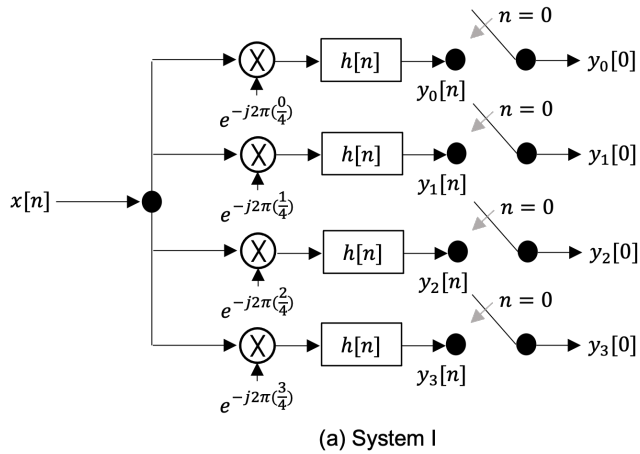 n = 0
h[n]
y₀[n]
y₀[0]
e^{-j2π(0/4)}
n = 0
h[n]
y₁[n]
y₁[0]
e^{-j2π(1/4)}
x[n]
n = 0
h[n]
y₂[n]
y₂[0]
e^{-j2π(2/4)}
n = 0
h[n]
y₃[n]
y₃[0]
e^{-j2π(3/4)}
(a) System I